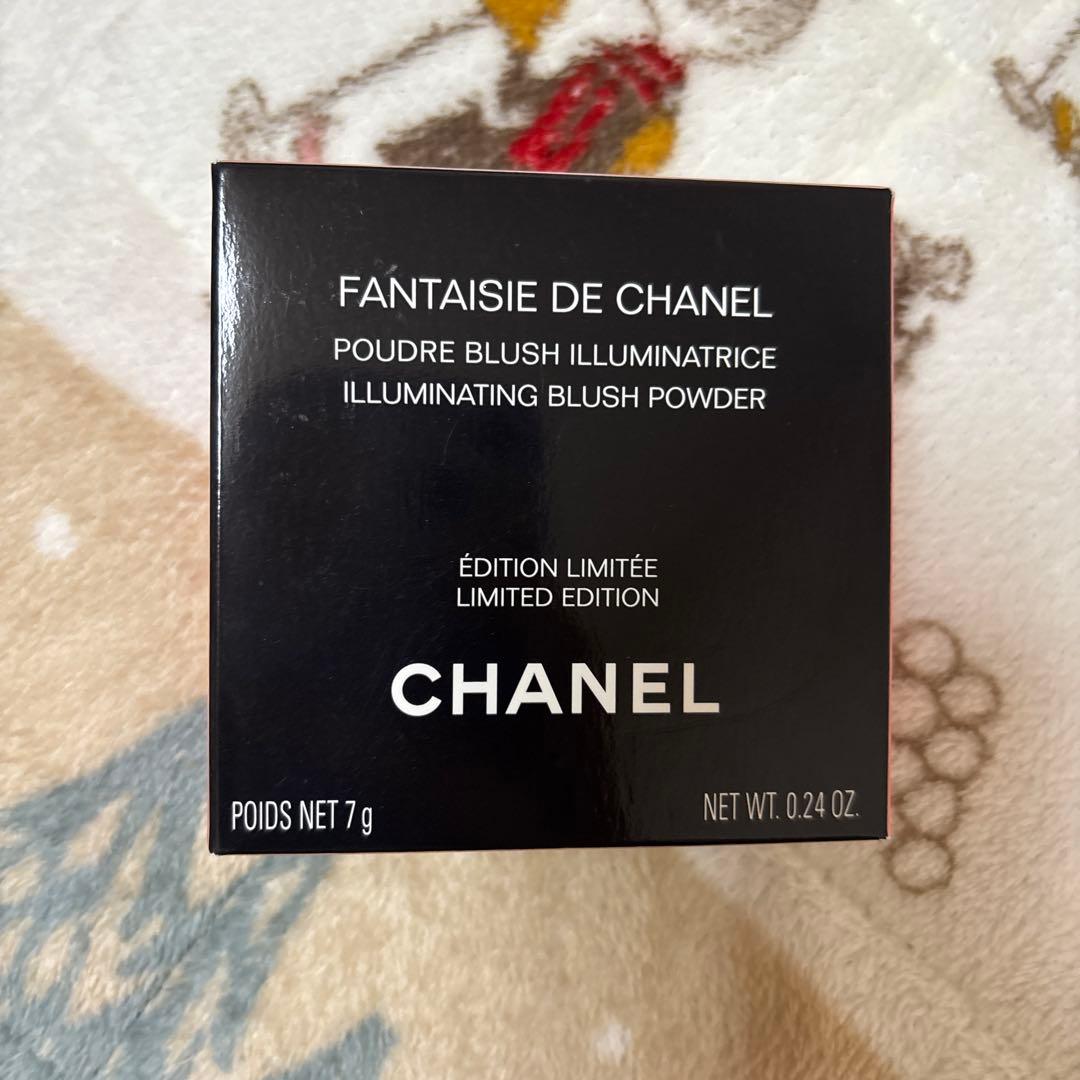 FANTAISIE DE CHANEL
POUDRE BLUSH ILLUMINATRICE
ILLUMINATING BLUSH POWDER
ÉDITION LIMITÉE
LIMITED EDITION
CHANEL
POIDS NET 7 g
NET WT. 0.24 OZ.